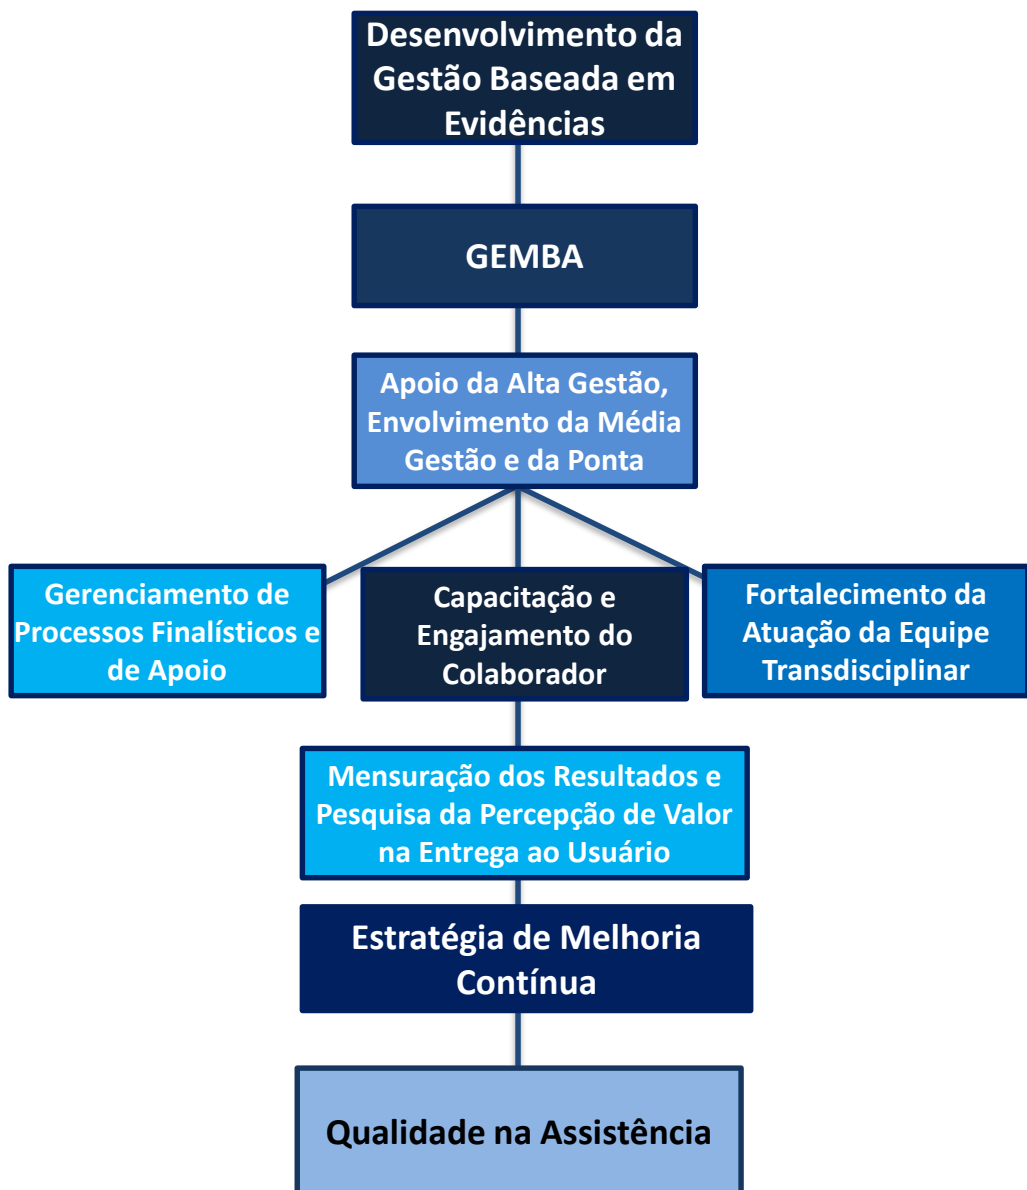 Desenvolvimento da
Gestão Baseada em
Evidências
GEMBA
Apoio da Alta Gestão,
Envolvimento da Média
Gestão e da Ponta
Gerenciamento de
Processos Finalísticos e
de Apoio
Capacitação e
Engajamento do
Colaborador
Fortalecimento da
Atuação da Equipe
Transdisciplinar
Mensuração dos Resultados e
Pesquisa da Percepção de Valor
na Entrega ao Usuário
Estratégia de Melhoria
Contínua
Qualidade na Assistência